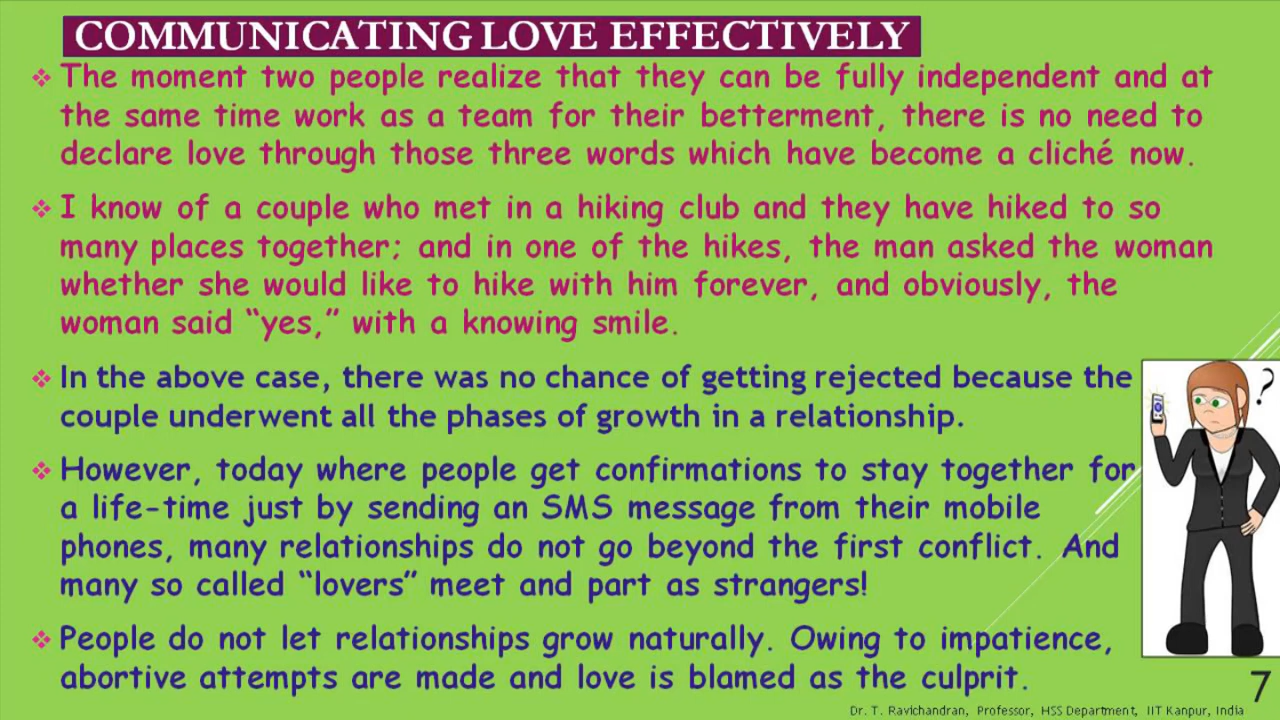 COMMUNICATING LOVE EFFECTIVELY
❖ The moment two people realize that they can be fully independent and at
the same time work as a team for their betterment, there is no need to
declare love through those three words which have become a cliché now.
❖ I know of a couple who met in a hiking club and they have hiked to so
many places together; and in one of the hikes, the man asked the woman
whether she would like to hike with him forever, and obviously, the
woman said “yes,” with a knowing smile.
❖ In the above case, there was no chance of getting rejected because the
couple underwent all the phases of growth in a relationship.
❖ However, today where people get confirmations to stay together for
a life-time just by sending an SMS message from their mobile
phones, many relationships do not go beyond the first conflict. And
many so called “lovers” meet and part as strangers!
❖ People do not let relationships grow naturally. Owing to impatience,
abortive attempts are made and love is blamed as the culprit.
?
7
Dr. T. Ravichandran, Professor, HSS Department, IIT Kanpur, India